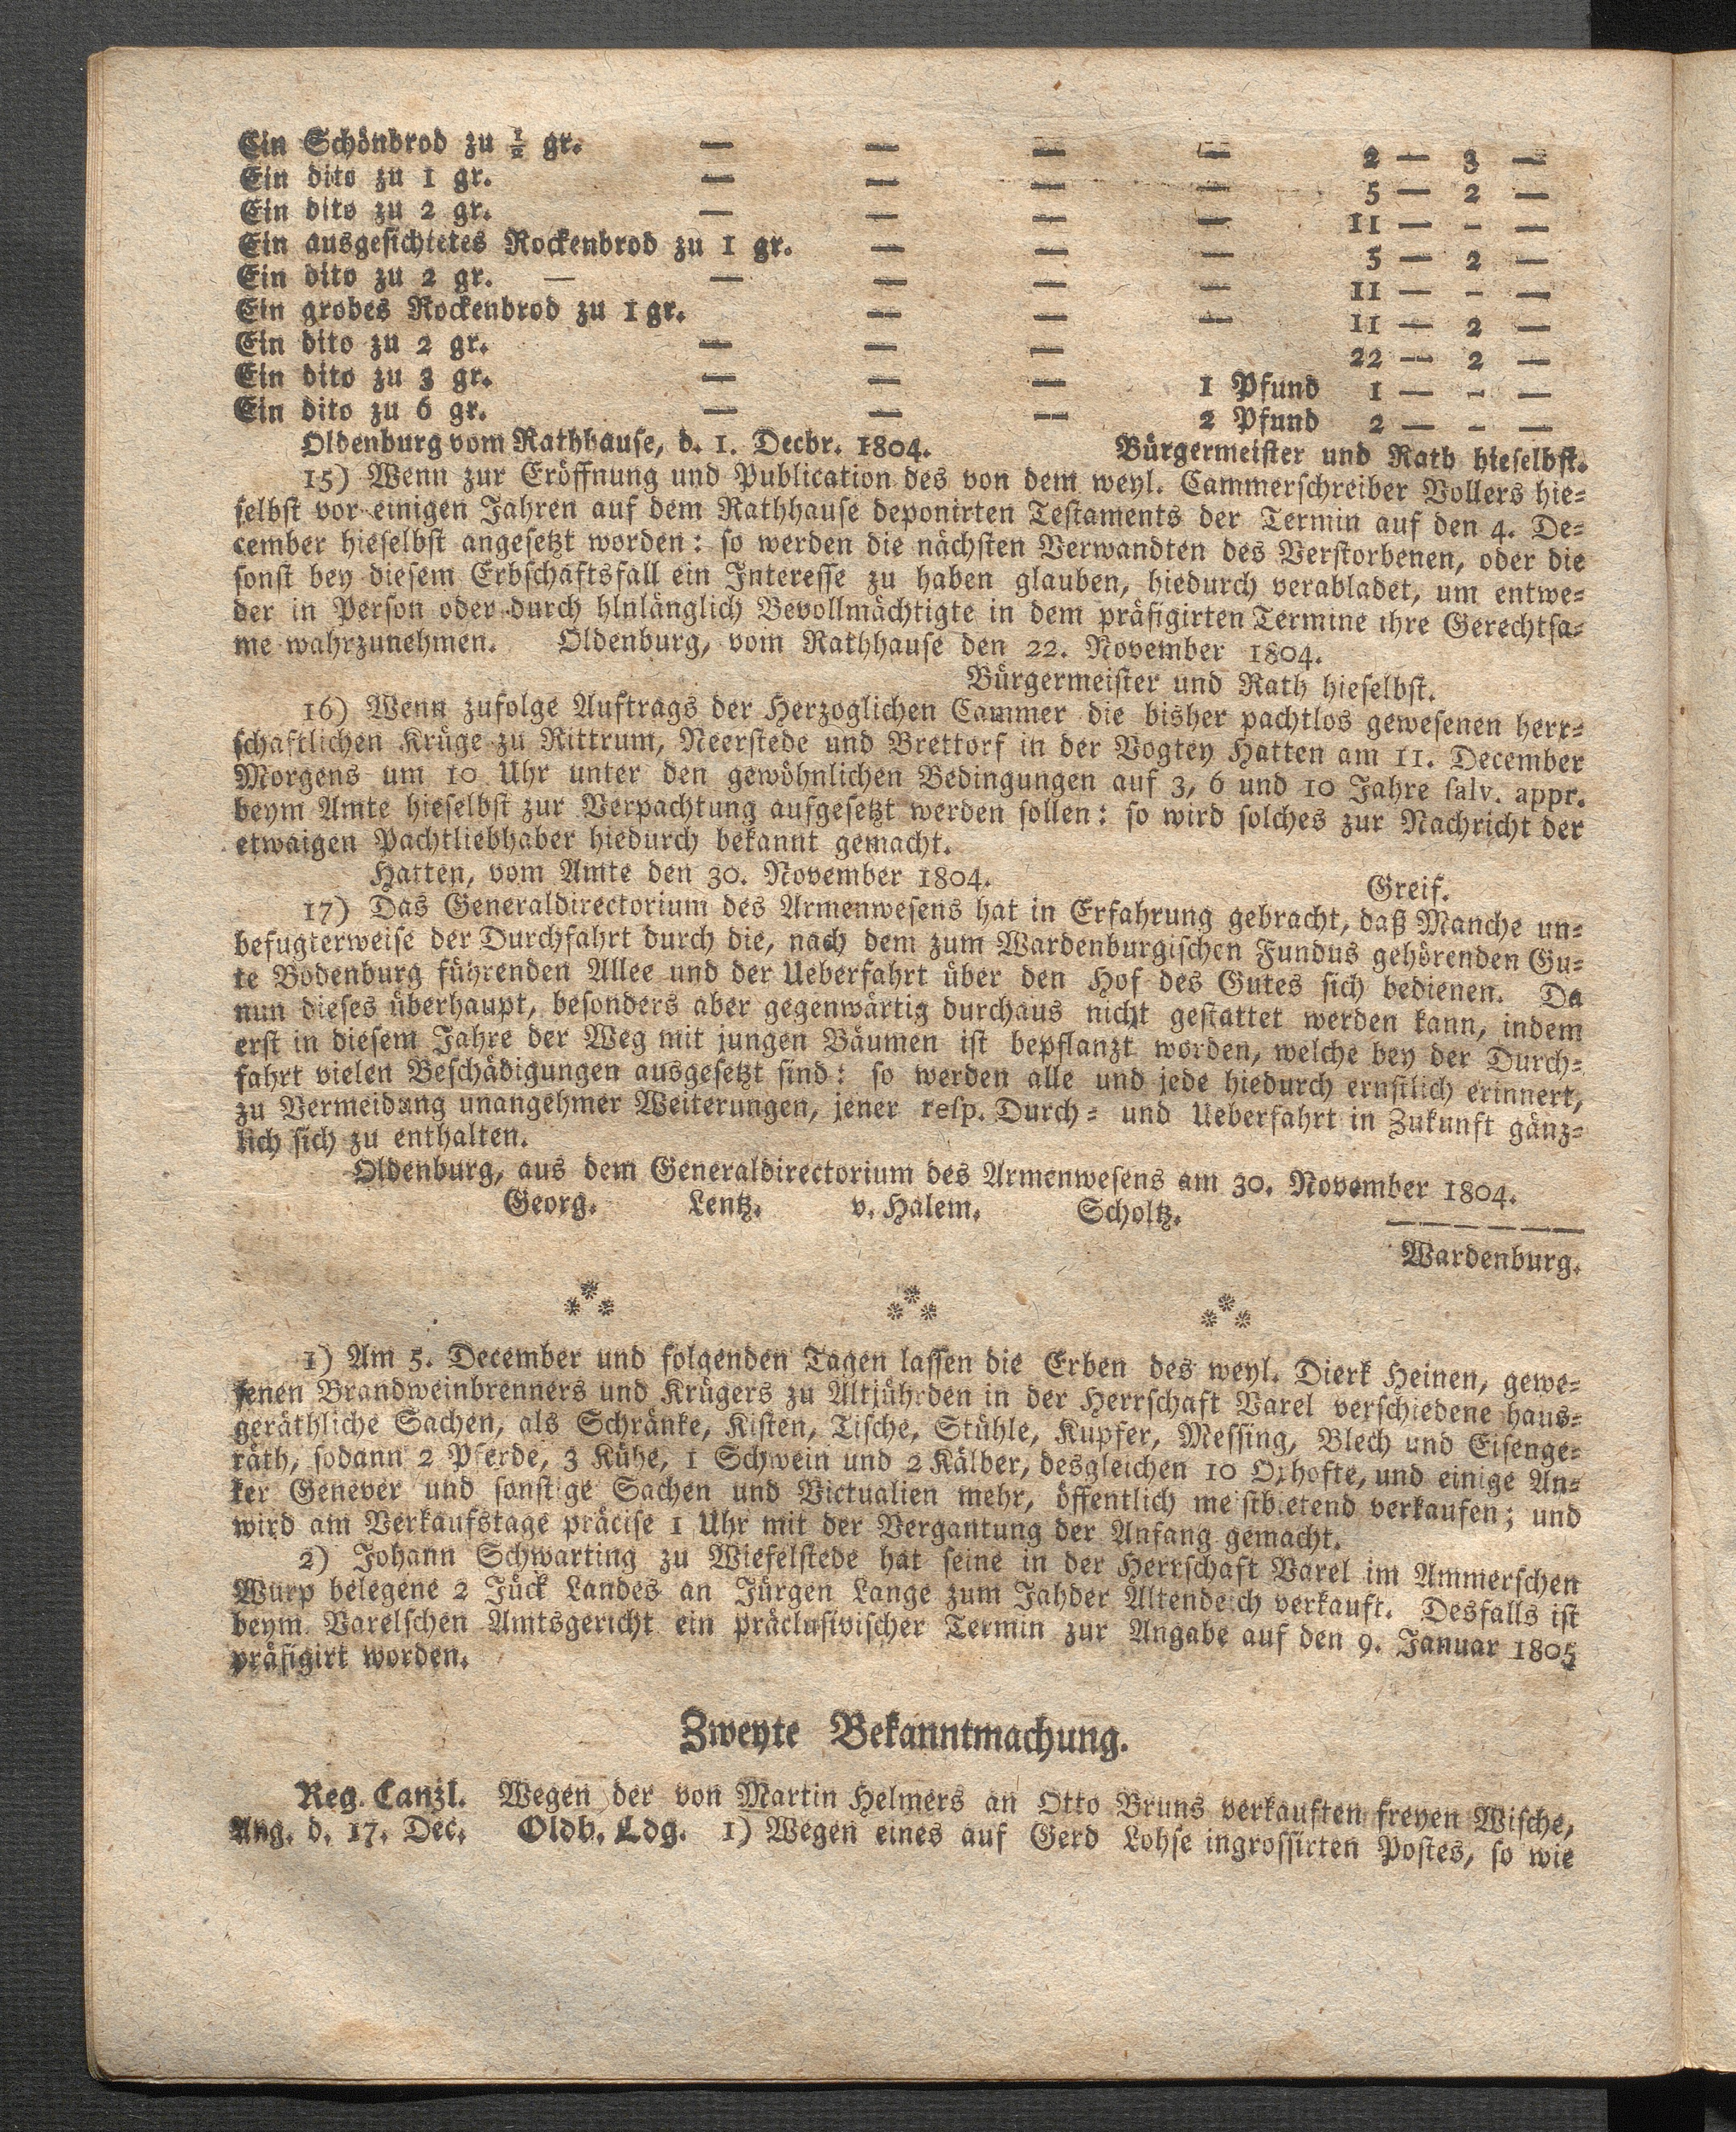 Ein Schönbrod zu ½ gr. — — — — 2 — 3 —
Ein dito zu 1 gr. — — — — 5 — 2 —
Ein dito zu 2 gr. — — — — 11 — - —
Ein ausgesichtetes Rockenbrod zu 1 gr. — — — 5 — 2 —
Ein dito zu 2 gr. — — — — — 11 — - —
Ein grobes Rockenbrod zu 1 gr. — — — 11 — 2 —
Ein dito zu 2 gr. — — — 22 — 2 —
Ein dito zu 3 gr. — — — 1 Pfund 1 — - —
Ein dito zu 6 gr. — — — 2 Pfund 2 — - —
Oldenburg vom Rathhause, d. 1. Decbr. 1804. Bürgermeister und Rath hieselbst.
15) Wenn zur Eröffnung und Publication des von dem weyl. Cammerschreiber Vollers hie-
selbst vor einigen Jahren auf dem Rathhause deponirten Testaments der Termin auf den 4. De-
cember hieselbst angesetzt worden: so werden die nächsten Verwandten des Verstorbenen, oder die
sonst bey diesem Erbschaftsfall ein Interesse zu haben glauben, hiedurch verabladet, um entwe-
der in Person oder durch hlnlänglich Bevollmächtigte in dem präfigirten Termine ihre Gerechtsa-
me wahrzunehmen. Oldenburg, vom Rathhause den 22. November 1804.
Bürgermeister und Rath hieselbst.
16) Wenn zufolge Auftrags der Herzoglichen Cammer die bisher pachtlos gewesenen herr-
schaftlichen Krüge zu Rittrum, Neerstede und Brettorf in der Vogtey Hatten am 11. December
Morgens um 10 Uhr unter den gewöhnlichen Bedingungen auf 3, 6 und 10 Jahre salv. appr.
beym Amte hieselbst zur Verpachtung aufgesetzt werden sollen: so wird solches zur Nachricht der
etwaigen Pachtliebhaber hiedurch bekannt gemacht.
Hatten, vom Amte den 30. November 1804. Greif.
17) Das Generaldirectorium des Armenwesens hat in Erfahrung gebracht, daß Manche un-
befugterweise der Durchfahrt durch die, nach dem zum Wardenburgischen Fundus gehörenden Gu-
te Bodenburg führenden Allee und der Ueberfahrt über den Hof des Gutes sich bedienen. Da
nun dieses überhaupt, besonders aber gegenwärtig durchaus nicht gestattet werden kann, indem
erst in diesem Jahre der Weg mit jungen Bäumen ist bepflanzt worden, welche bey der Durch-
fahrt vielen Beschädigungen ausgesetzt sind: so werden alle und jede hiedurch ernstlich erinnert,
zu Vermeidung unangehmer Weiterungen, jener resp. Durch- und Ueberfahrt in Zukunft gänz-
lich sich zu enthalten.
Oldenburg, aus dem Generaldirectorium des Armenwesens am 30. November 1804.
Georg. Lentz. v. Halem. Scholtz.
Wardenburg.
1) Am 5. December und folgenden Tagen lassen die Erben des weyl. Dierk Heinen, gewe-
senen Brandweinbrenners und Krügers zu Altjührden in der Herrschaft Varel verschiedene haus-
geräthliche Sachen, als Schränke, Kisten, Tische, Stühle, Kupfer, Messing, Blech und Eisenge-
räth, sodann 2 Pferde, 3 Kühe, 1 Schwein und 2 Kälber, desgleichen 10 Oxhofte, und einige An-
ker Genever und sonstige Sachen und Victualien mehr, öffentlich meistbietend verkaufen; und
wird am Verkaufstage präcise 1 Uhr mit der Vergantung der Anfang gemacht.
2) Johann Schwarting zu Wiefelstede hat seine in der Herrschaft Varel im Ammerschen
Wurp belegene 2 Jück Landes an Jürgen Lange zum Jahder Altendeich verkauft. Desfalls ist
beym Varelschen Amtsgericht ein präclusivischer Termin zur Angabe auf den 9. Januar 1805
präfigirt worden.
Zweyte Bekanntmachung.
Reg. Canzl. Wegen der von Martin Helmers an Otto Bruns verkauften freyen Wische,
Ang. d. 17. Dec. Oldb. Ldg. 1) Wegen eines auf Gerd Lohse ingrossirten Postes, so wie